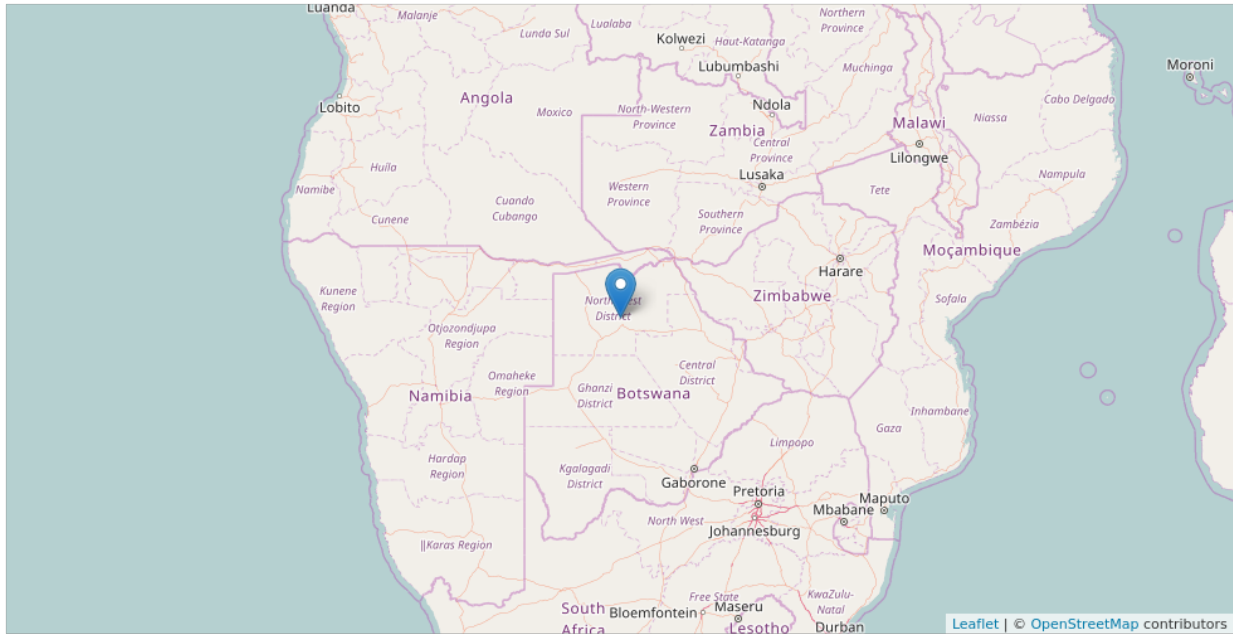 Luanda
Malanje
Lualaba
Northern
Province
Lunda Sul
Kolwezi
Haut-Katanga
Lubumbashi
Muchinga
Moroni
Angola
Lobito
Moxico
North-Western
Province
Ndola
Zambia
Malawi
Niassa
Cabo Delgado
Central
Province
Lilongwe
Huíla
Namibe
Western
Province
Lusaka
Tete
Nampula
Cuando
Cubango
Cunene
Southern
Province
Zambézia
Moçambique
Harare
Kunene
Region
North-West
District
Zimbabwe
Sofala
Otjozondjupa
Region
Omaheke
Region
Central
District
Ghanzi
District
Botswana
Namibia
Inhambane
Gaza
Limpopo
Hardap
Region
Kgalagadi
District
Gaborone
Pretoria
Maputo
Mbabane
North West
Johannesburg
||Karas Region
Free State
KwaZulu-
Natal
South
Africa
Bloemfontein
Maseru
Lesotho
Durban
Leaflet | © OpenStreetMap contributors